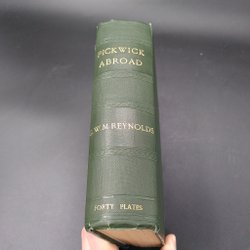 PICKWICK
ABROAD
G.W.M REYNOLDS
FORTY PLATES